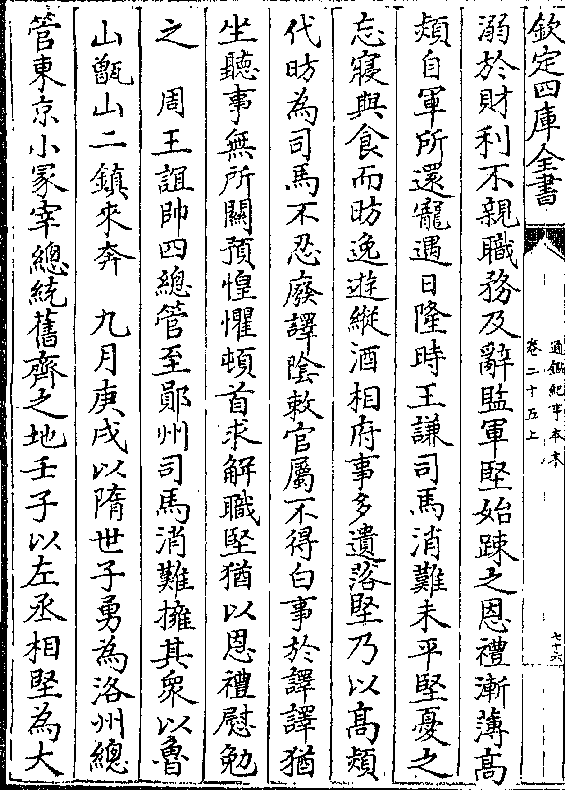 欽定四庫全書
通鑑紀事本末
卷二十五上
七十六
溺於財利不親職務及辭監軍堅始踈之恩禮漸薄高
熲自軍所還寵遇日隆時王謙司馬消難未平堅憂之
忘寢與食而昉逸遊縱酒相府事多遺落堅乃以高熲
代昉為司馬不忍廢譯陰敕官屬不得白事於譯譯猶
坐聽事無所關預惶懼頓首求解職堅猶以恩禮慰勉
之　周王誼帥四總管至鄖州司馬消難擁其衆以魯
山甑山二鎮來奔　九月庚戌以隋世子勇為洛州總
管東京小冢宰總統舊齊之地壬子以左丞相堅為大